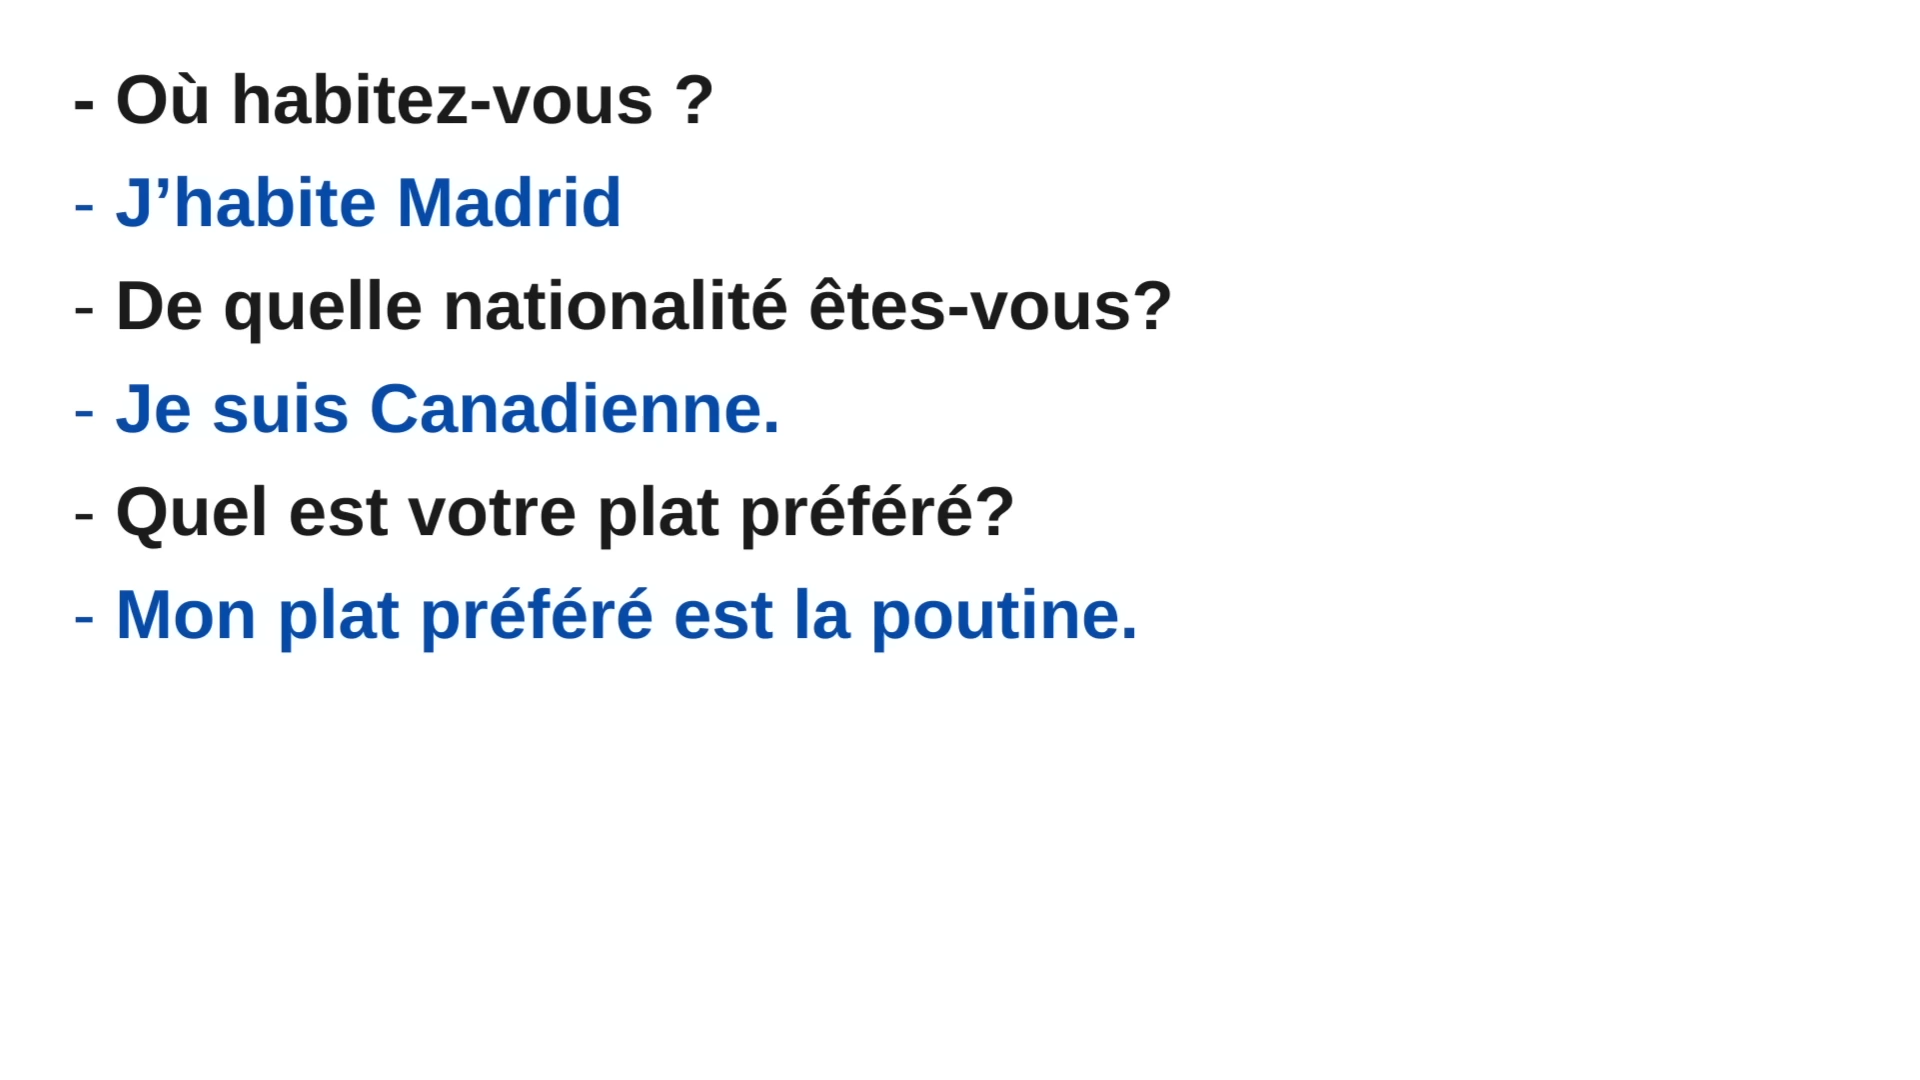 - Où habitez-vous ?
- J’habite Madrid
- De quelle nationalité êtes-vous?
- Je suis Canadienne.
- Quel est votre plat préféré?
- Mon plat préféré est la poutine.